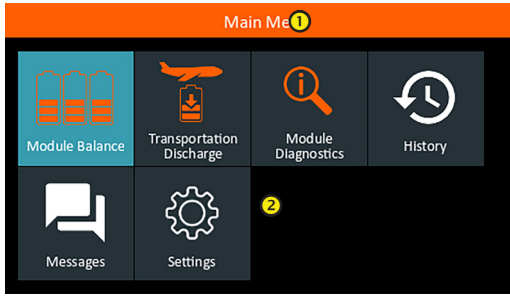 Main Me 1
Module Balance
Transportation
Discharge
Module
Diagnostics
History
Messages
Settings
2